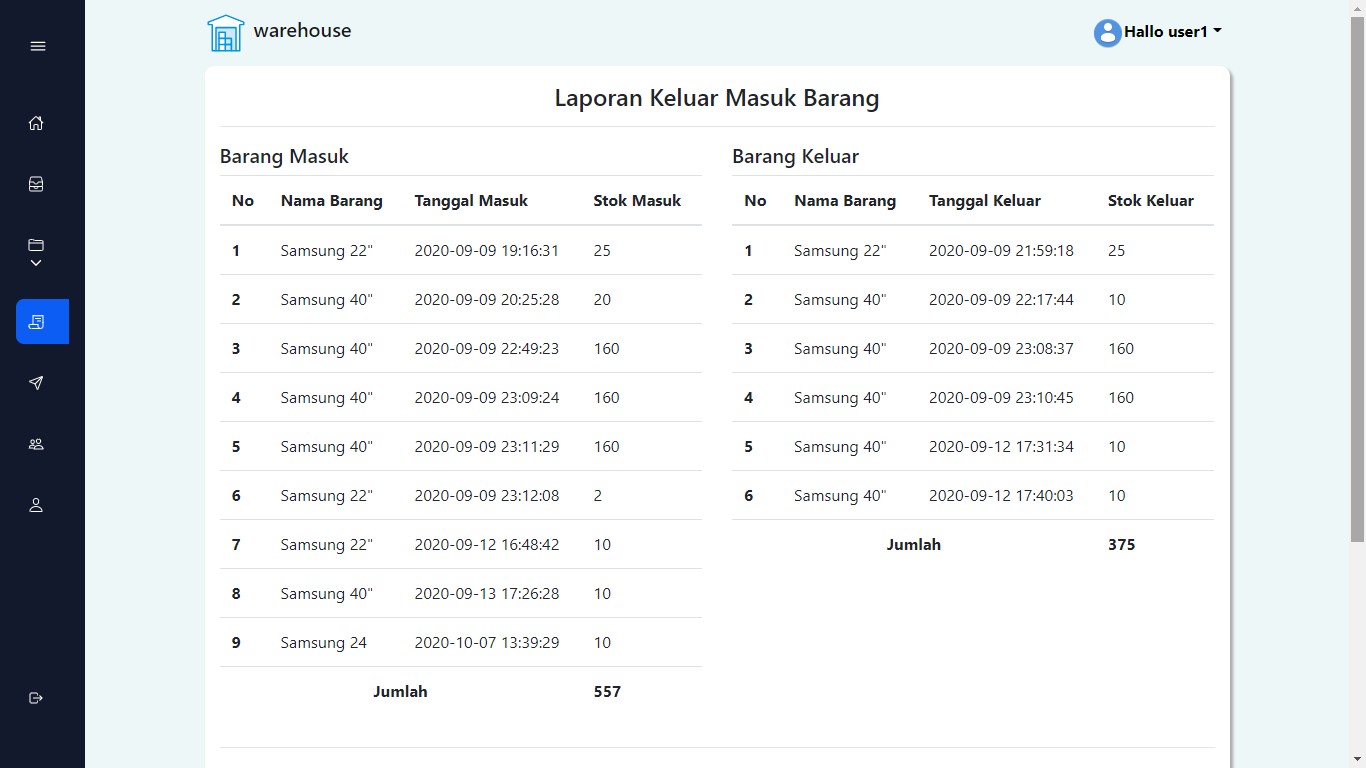 warehouse
Hallo user1
Laporan Keluar Masuk Barang
Barang Masuk
No Nama Barang Tanggal Masuk Stok Masuk
1 Samsung 22" 2020-09-09 19:16:31 25
2 Samsung 40" 2020-09-09 20:25:28 20
3 Samsung 40" 2020-09-09 22:49:23 160
4 Samsung 40" 2020-09-09 23:09:24 160
5 Samsung 40" 2020-09-09 23:11:29 160
6 Samsung 22" 2020-09-09 23:12:08 2
7 Samsung 22" 2020-09-12 16:48:42 10
8 Samsung 40" 2020-09-13 17:26:28 10
9 Samsung 24 2020-10-07 13:39:29 10
Jumlah 557
Barang Keluar
No Nama Barang Tanggal Keluar Stok Keluar
1 Samsung 22" 2020-09-09 21:59:18 25
2 Samsung 40" 2020-09-09 22:17:44 10
3 Samsung 40" 2020-09-09 23:08:37 160
4 Samsung 40" 2020-09-09 23:10:45 160
5 Samsung 40" 2020-09-12 17:31:34 10
6 Samsung 40" 2020-09-12 17:40:03 10
Jumlah 375